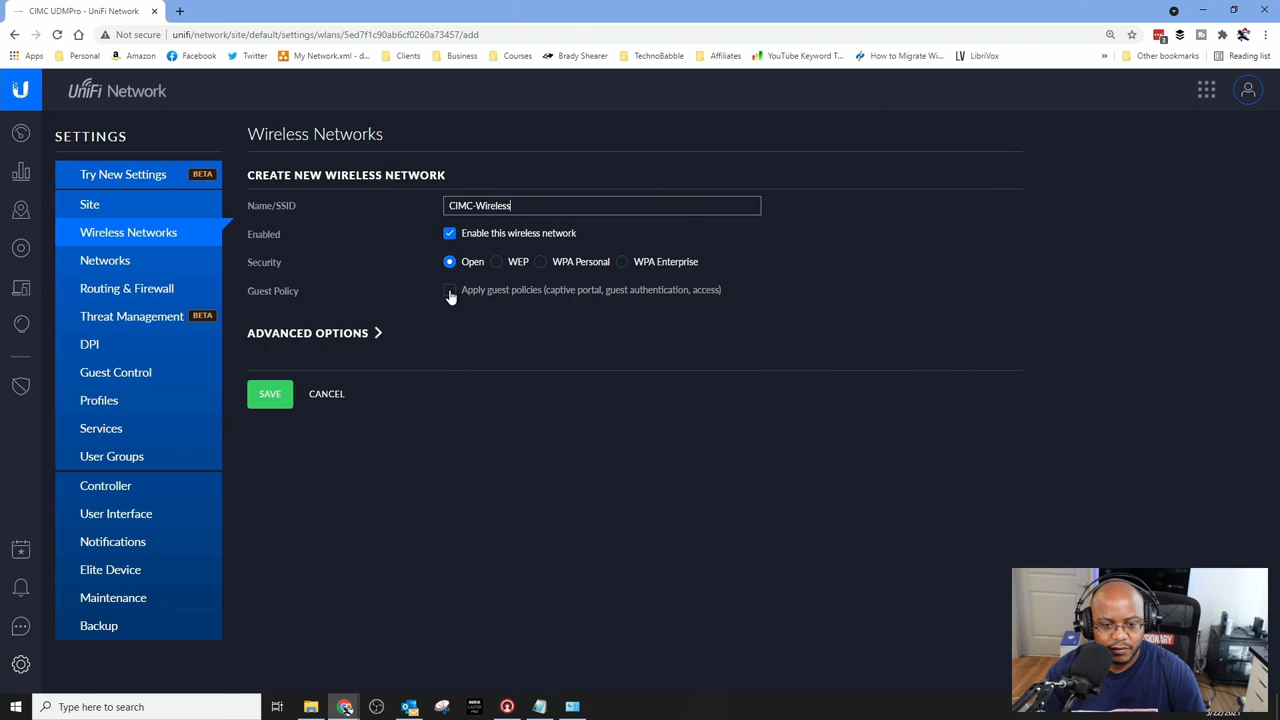 CIMC UDMPro - UniFi Network
Not secure unifi/network/site/default/settings/wlans/5ed7f1c90ab6cf0260a73457/add
Apps Personal Amazon Facebook Twitter My Network.xml - d... Clients Business Courses Brady Shearer TechnoBabble Affiliates YouTube Keyword T... How to Migrate Wi... LibriVox » Other bookmarks Reading list
UniFi Network
SETTINGS
Try New Settings BETA
Site
Wireless Networks
Networks
Routing & Firewall
Threat Management BETA
DPI
Guest Control
Profiles
Services
User Groups
Controller
User Interface
Notifications
Elite Device
Maintenance
Backup
Wireless Networks
CREATE NEW WIRELESS NETWORK
Name/SSID CIMC-Wireless
Enabled Enable this wireless network
Security Open WEP WPA Personal WPA Enterprise
Guest Policy Apply guest policies (captive portal, guest authentication, access)
ADVANCED OPTIONS
SAVE CANCEL
Type here to search